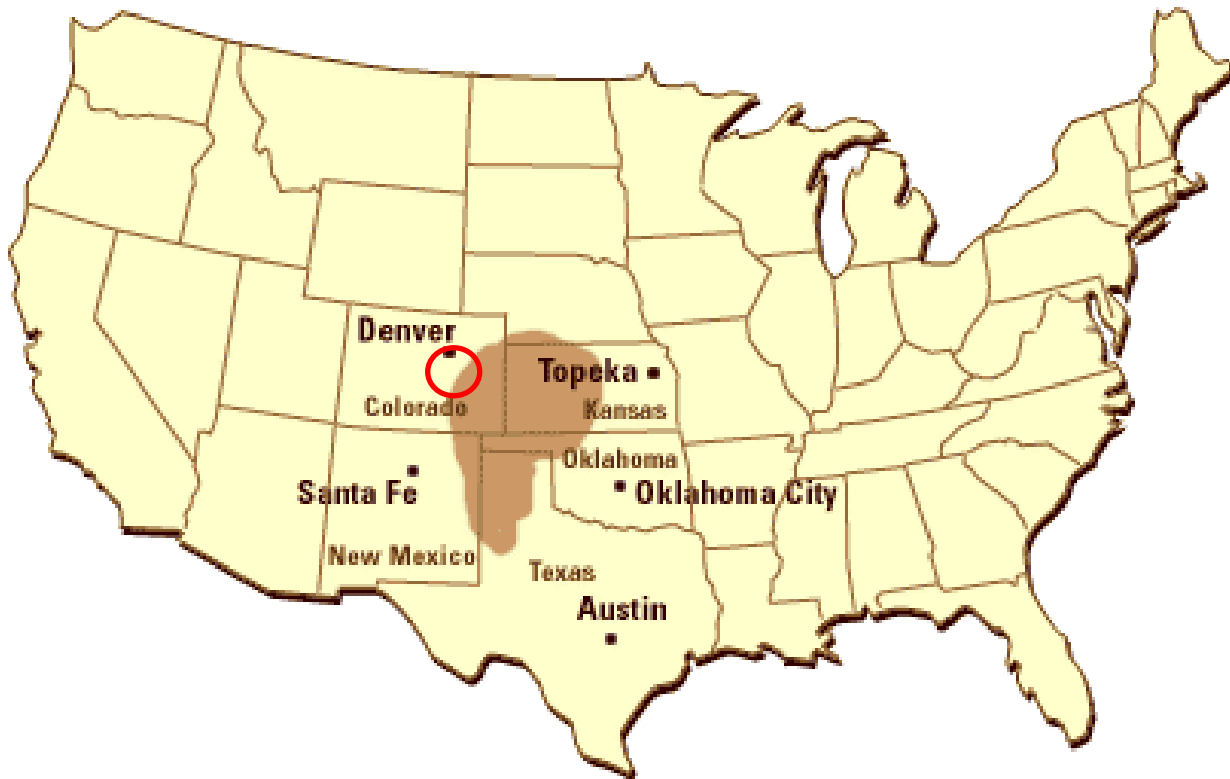 Denver
Topeka
Colorado
Kansas
Oklahoma
Santa Fe
Oklahoma City
New Mexico
Texas
Austin